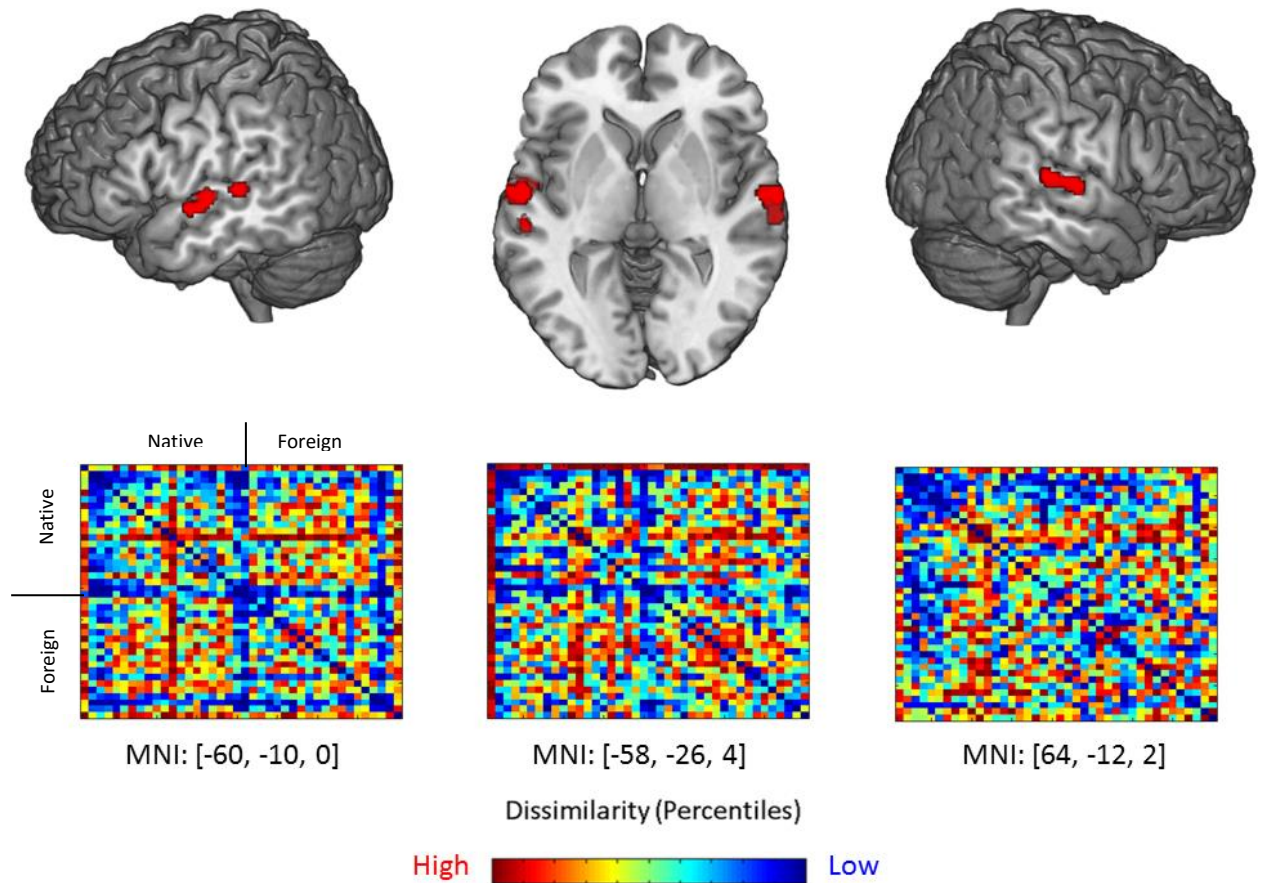 Native Foreign
Native
Foreign
MNI: [-60, -10, 0] MNI: [-58, -26, 4] MNI: [64, -12, 2]
Dissimilarity (Percentiles)
High Low